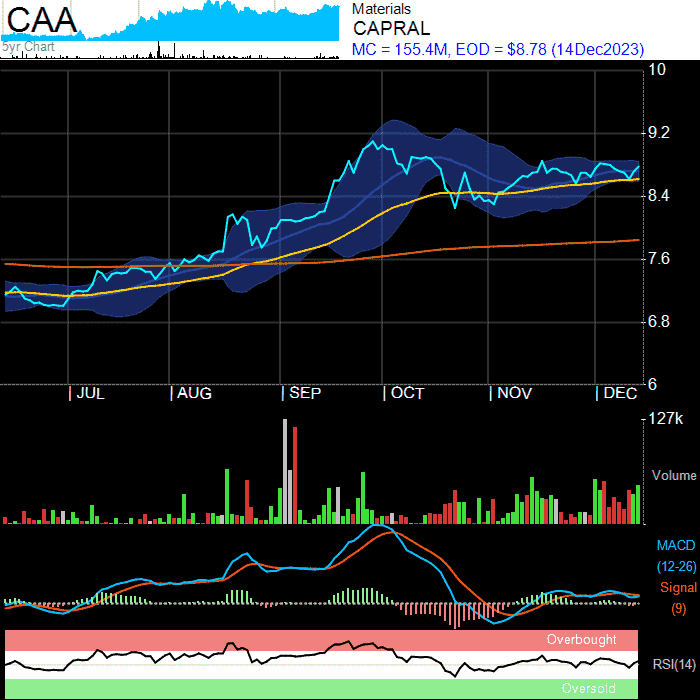 CAA
5yr Chart
Materials
CAPRAL
MC = 155.4M, EOD = $8.78 (14Dec2023)
10
9.2
8.4
7.6
6.8
6
JUL AUG SEP OCT NOV DEC
127k
Volume
MACD
(12-26)
Signal
(9)
Overbought
RSI(14)
Oversold